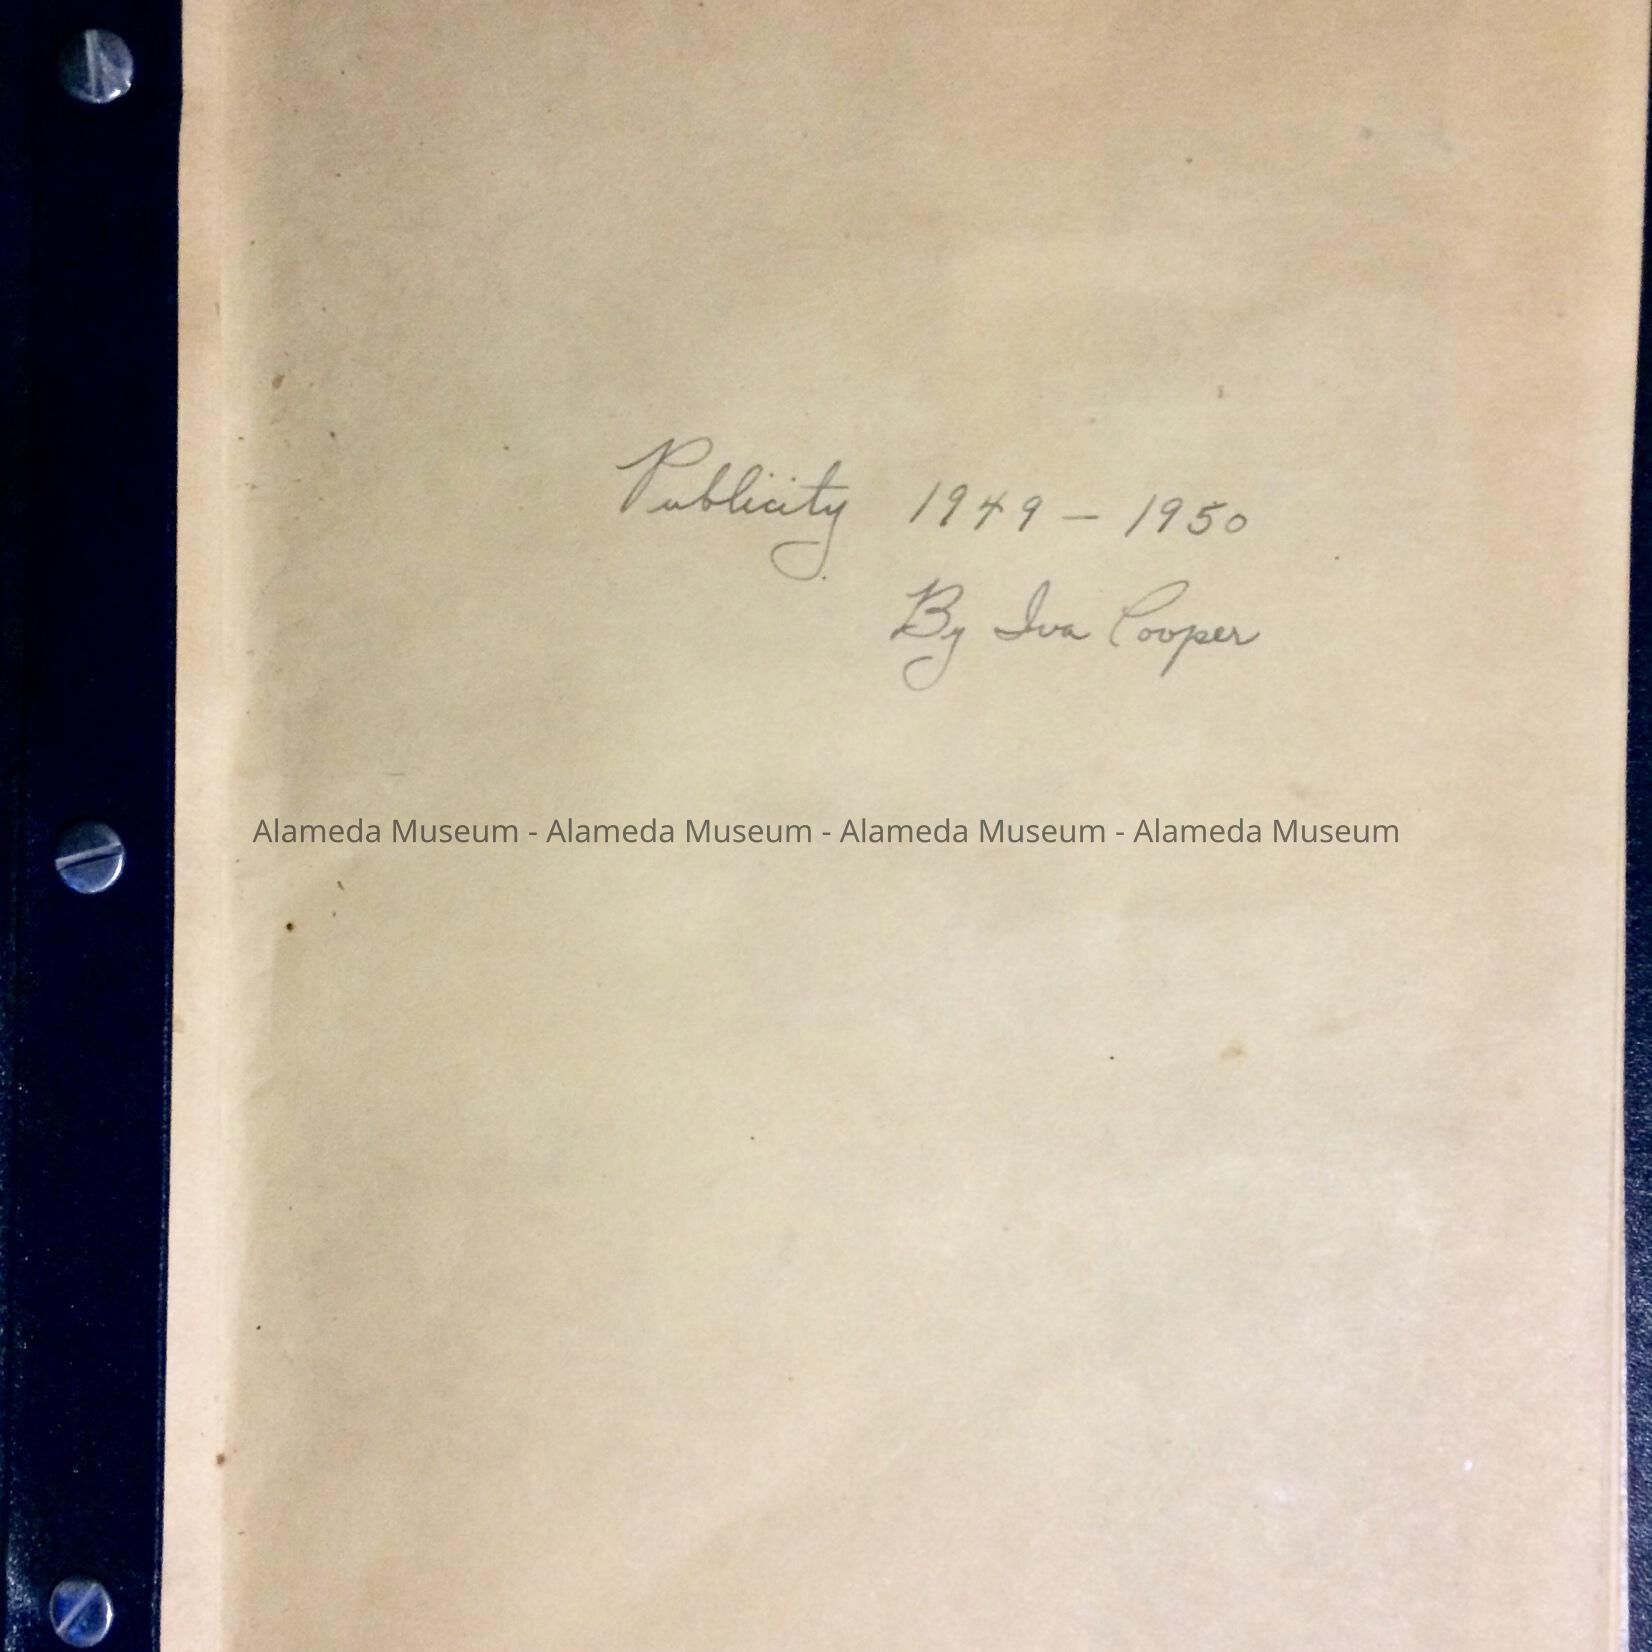 Publicity 1949 - 1950
By Iva Cooper
Alameda Museum - Alameda Museum - Alameda Museum - Alameda Museum